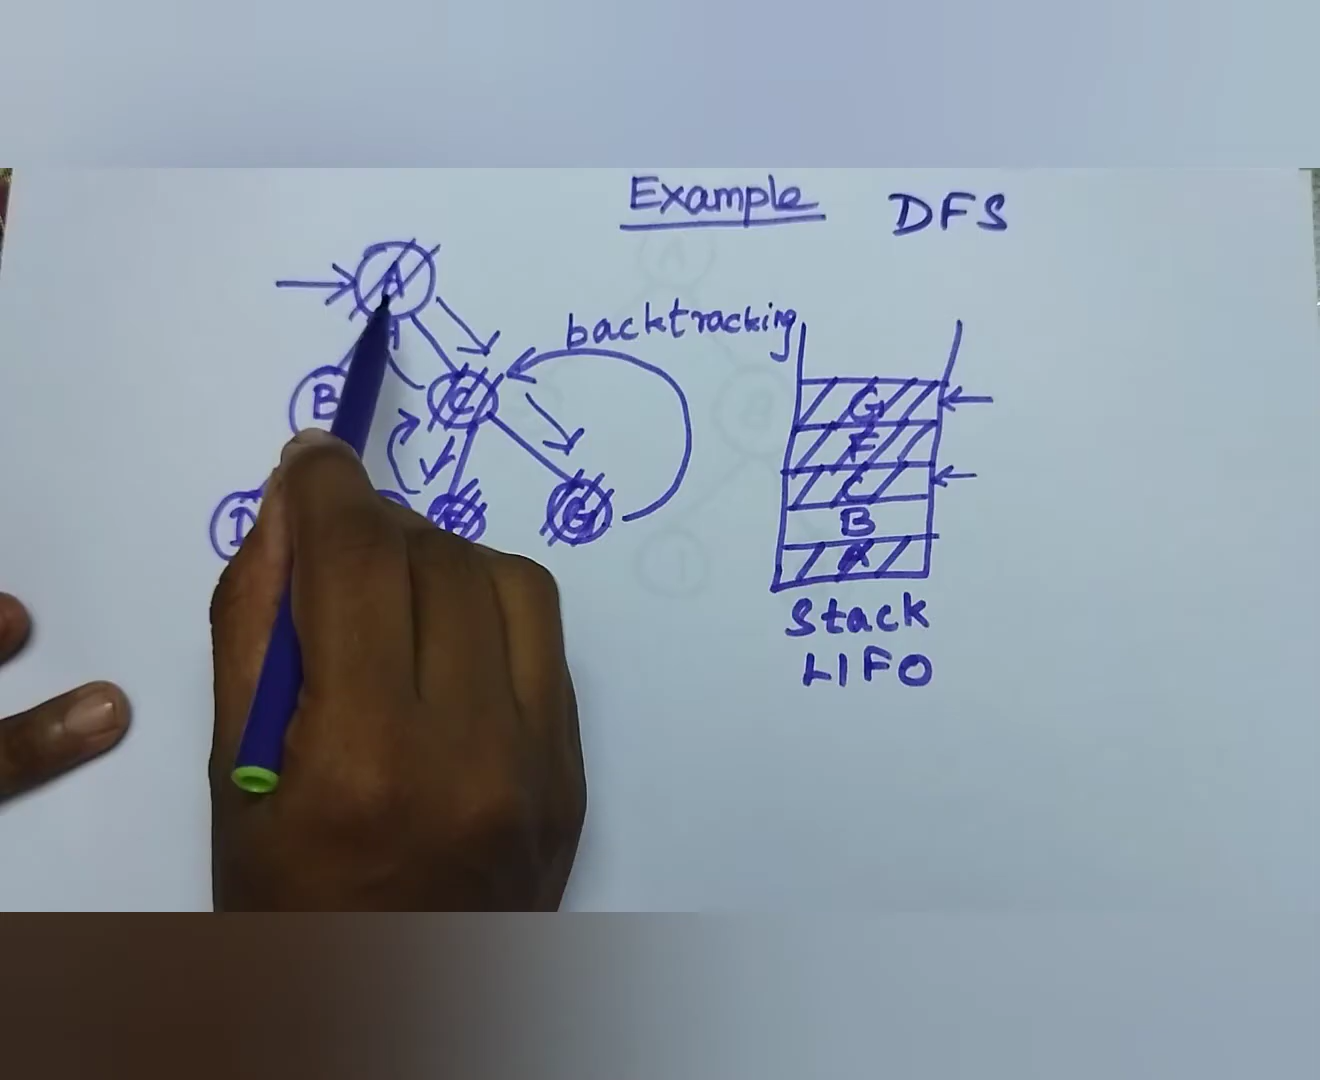 Example DFS
A
backtracking
B C
G
F
C
D F G
B
A
Stack
LIFO